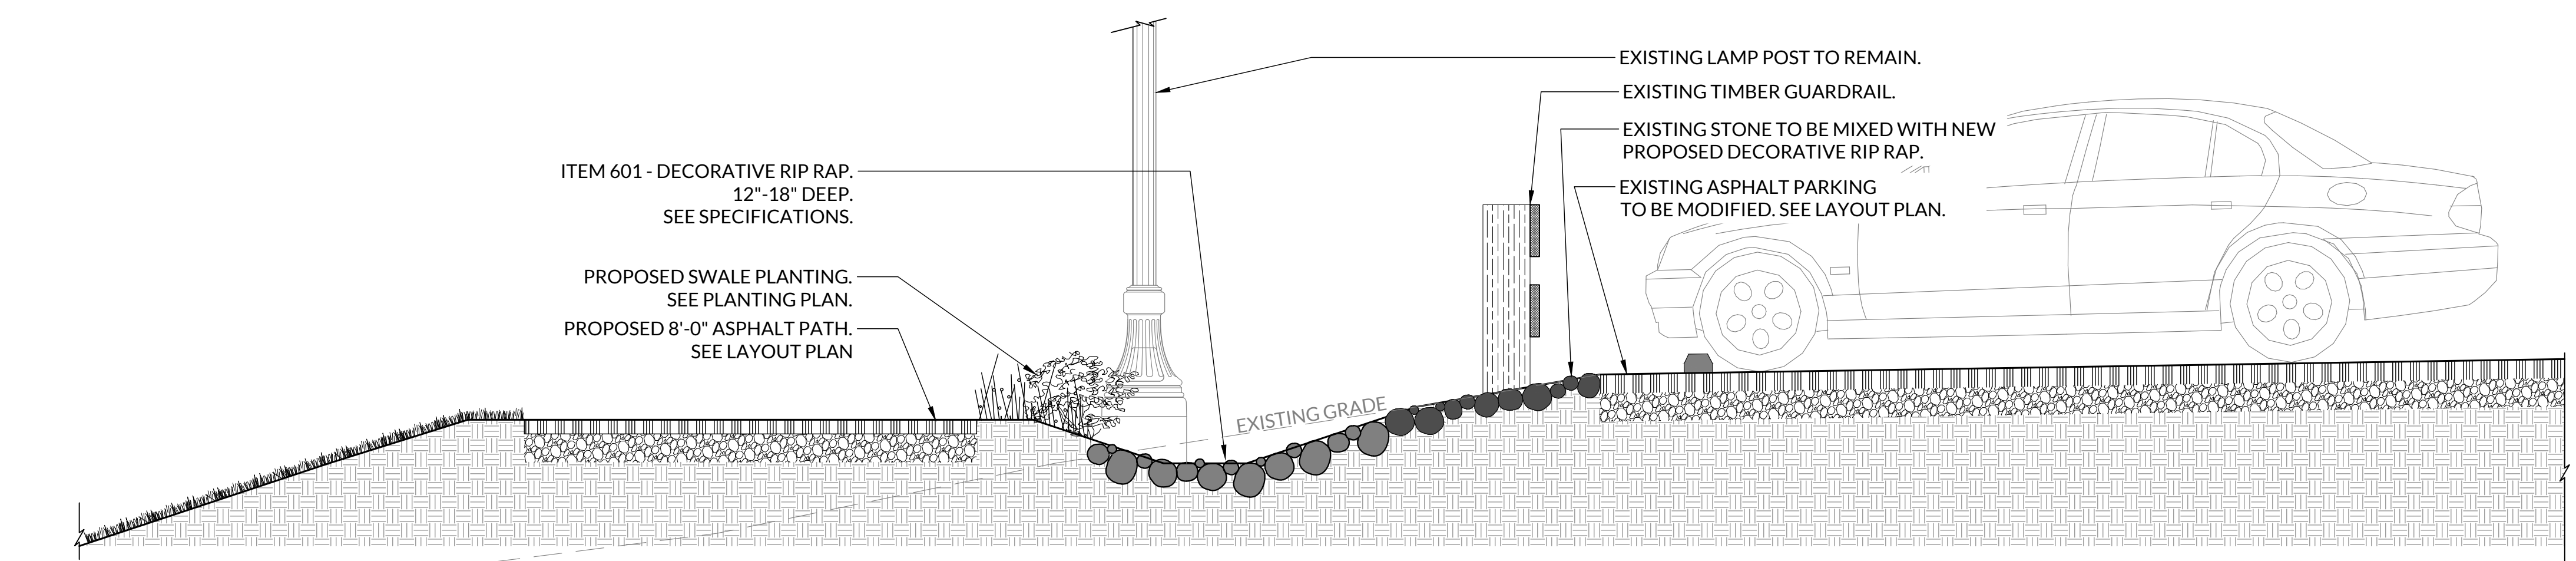 EXISTING LAMP POST TO REMAIN.
EXISTING TIMBER GUARDRAIL.
EXISTING STONE TO BE MIXED WITH NEW
PROPOSED DECORATIVE RIP RAP.
EXISTING ASPHALT PARKING
TO BE MODIFIED. SEE LAYOUT PLAN.
ITEM 601 - DECORATIVE RIP RAP.
12"-18" DEEP.
SEE SPECIFICATIONS.
PROPOSED SWALE PLANTING.
SEE PLANTING PLAN.
PROPOSED 8'-0" ASPHALT PATH.
SEE LAYOUT PLAN
EXISTING GRADE